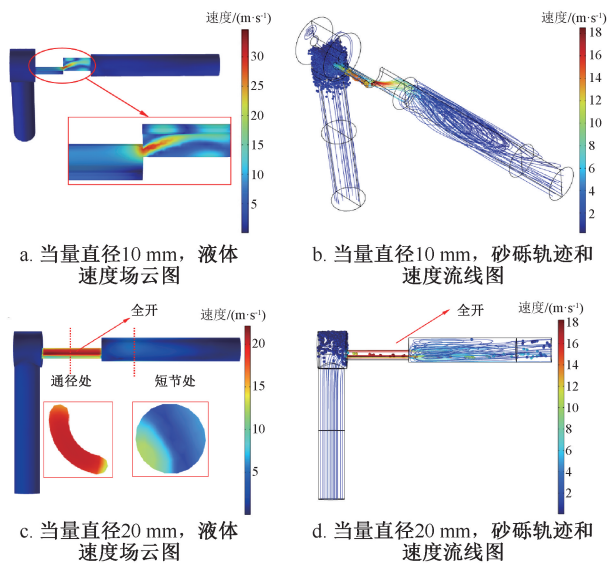 速度/(m·s⁻¹)
30
25
20
15
10
5
a. 当量直径10 mm，液体
速度场云图
速度/(m·s⁻¹)
18
16
14
12
10
8
6
4
2
b. 当量直径10 mm，砂砾轨迹和
速度流线图
全开
速度/(m·s⁻¹)
20
15
10
5
通径处
短节处
c. 当量直径20 mm，液体
速度场云图
全开
速度/(m·s⁻¹)
18
16
14
12
10
8
6
4
2
d. 当量直径20 mm，砂砾轨迹和
速度流线图